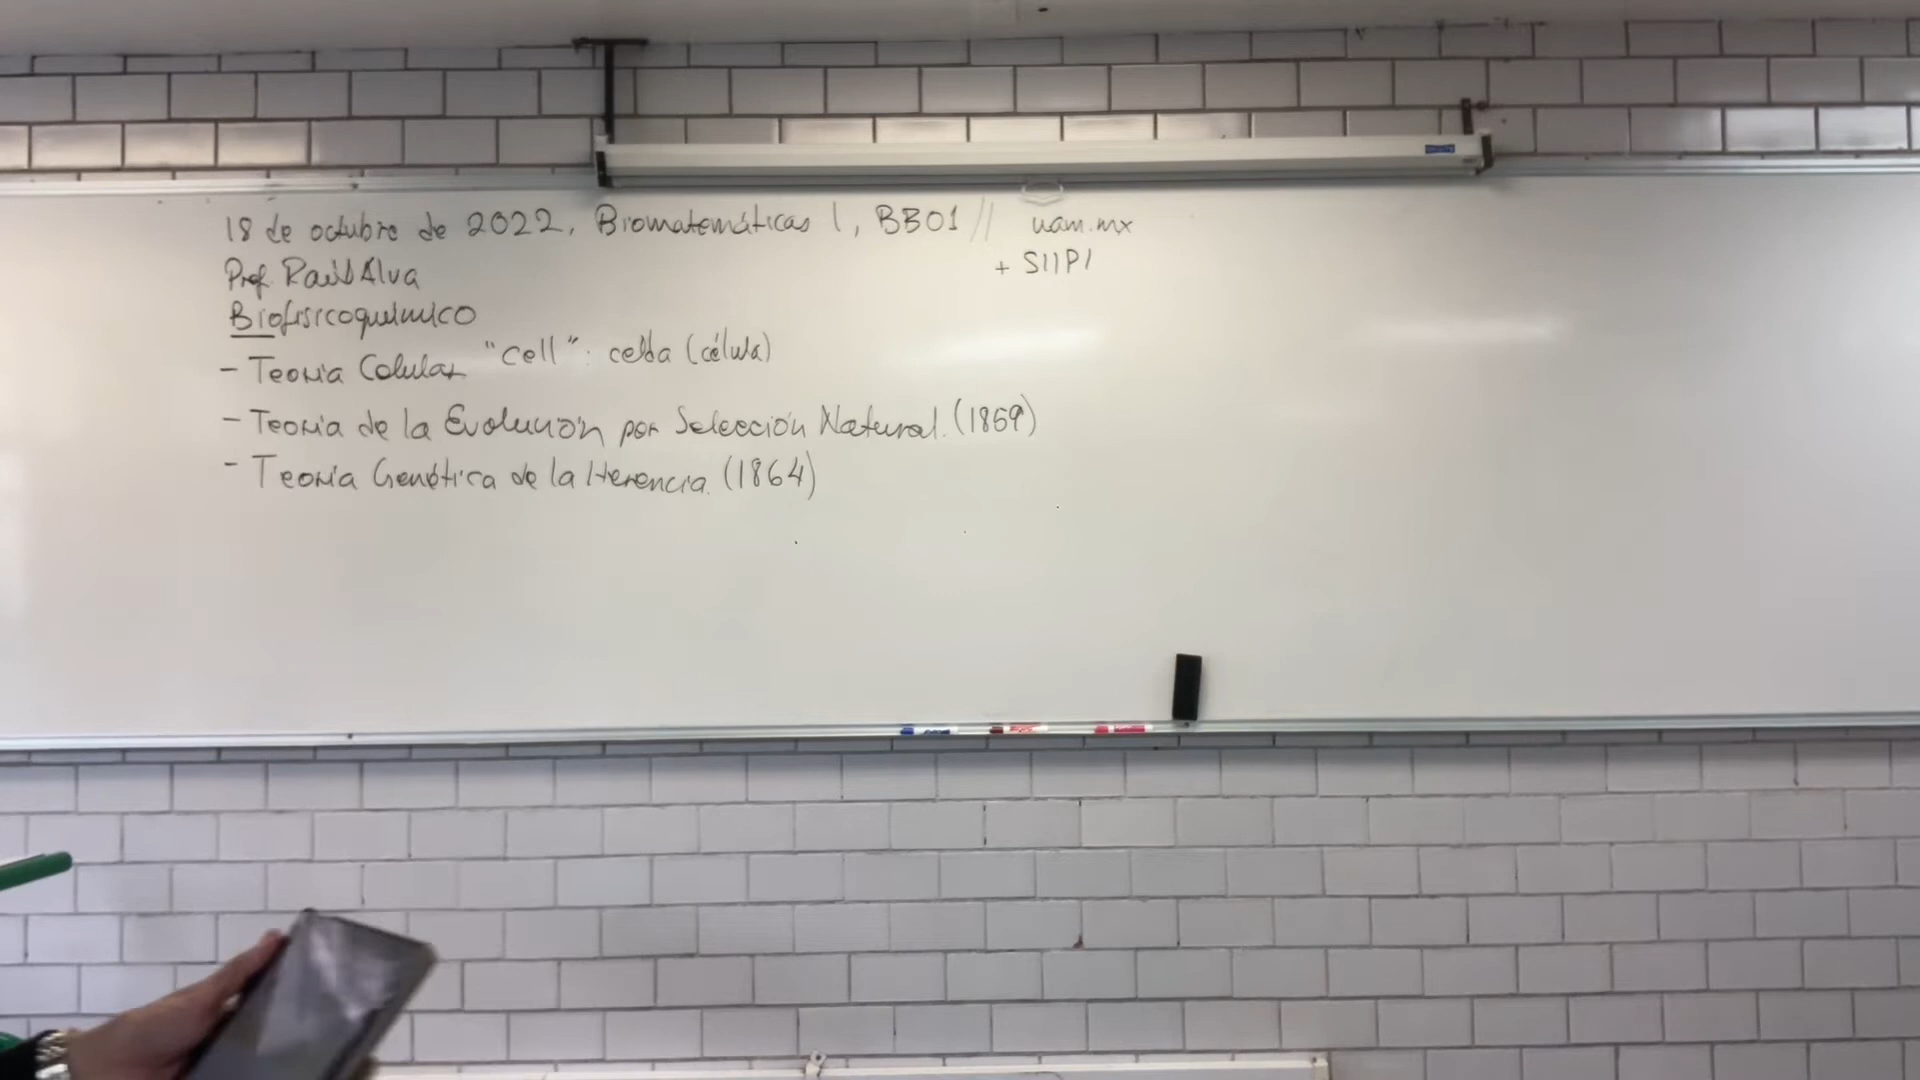 18 de octubre de 2022, Biomatemáticas I, BB01 // uam.mx
+ SIIPI
Prof. Raúl Alva
Biofisicoquímico
- Teoría Celular "cell": celda (célula)
- Teoría de la Evolución por Selección Natural. (1859)
- Teoría Genética de la Herencia. (1864)